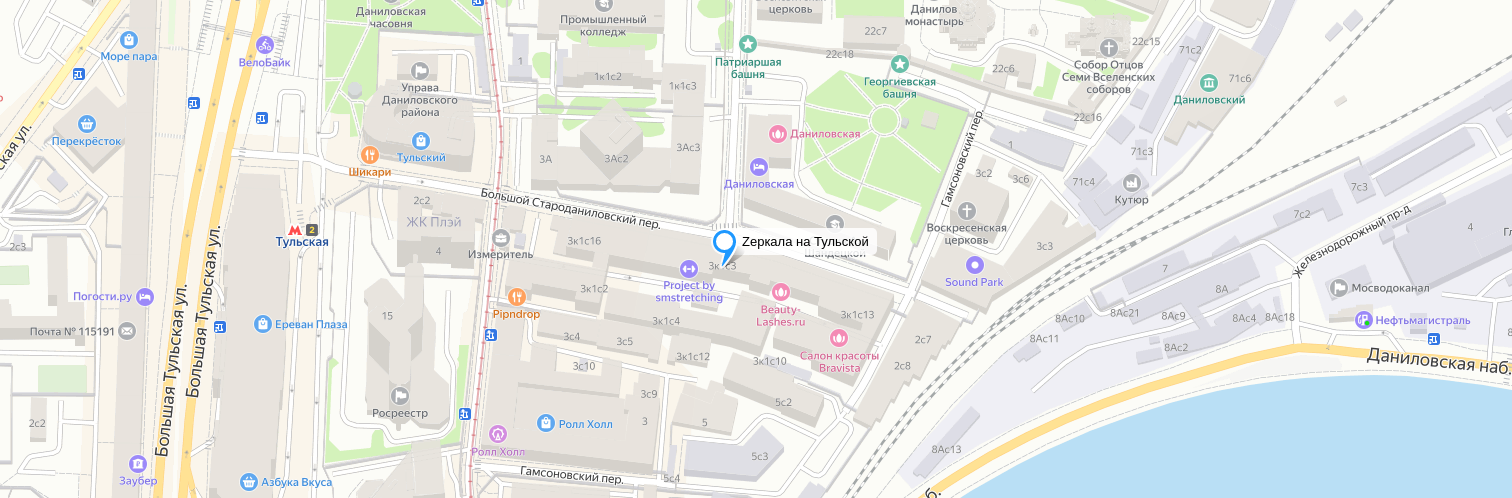 Даниловская
часовня
Промышленный
колледж
церковь
Данилов
монастырь
22с7
22с15
Море пара
ВелоБайк
1
1к1с2
1к1с3
Патриаршая
башня
22с18
Георгиевская
башня
22с6
Собор Отцов
Семи Вселенских
соборов
71с2
71с6
Даниловский
Управа
Даниловского
района
22с16
Перекрёсток
ская ул.
Тульский
Шикари
3А
3Ас2
3Ас3
Даниловская
Даниловская
Гамсоновский пер.
1
71с3
71с4
3с2
3с6
Кутюр
7с3
7с2
Большой Староданиловский пер.
2с2
ЖК Плэй
4
Воскресенская
церковь
3с3
4
Железнодорожный пр-д
2с3
2
Тульская
Измеритель
3к1с16
3к1с3
Zеркала на Тульской
Шандецкой
Sound Park
7
8А
Мосводоканал
Project by
smstretching
3к1с2
Beauty-
Lashes.ru
Погости.ру
Pipndrop
3к1с4
3к1с13
8Ас10
8Ас21
8Ас9
8Ас4
8Ас18
Нефтьмагистраль
Почта № 115191
Ереван Плаза
315
3с4
3с5
3к1с12
3к1с10
Салон красоты
Bravista
2с7
2с8
8Ас11
8Ас2
Даниловская наб.
3с10
3с9
Росреестр
5с2
2с2
Ролл Холл
3
5
Большая Тульская ул.
Большая Тульская ул.
Ролл Холл
5с3
8Ас13
Заубер
Азбука Вкуса
Гамсоновский пер.
5с4
б.